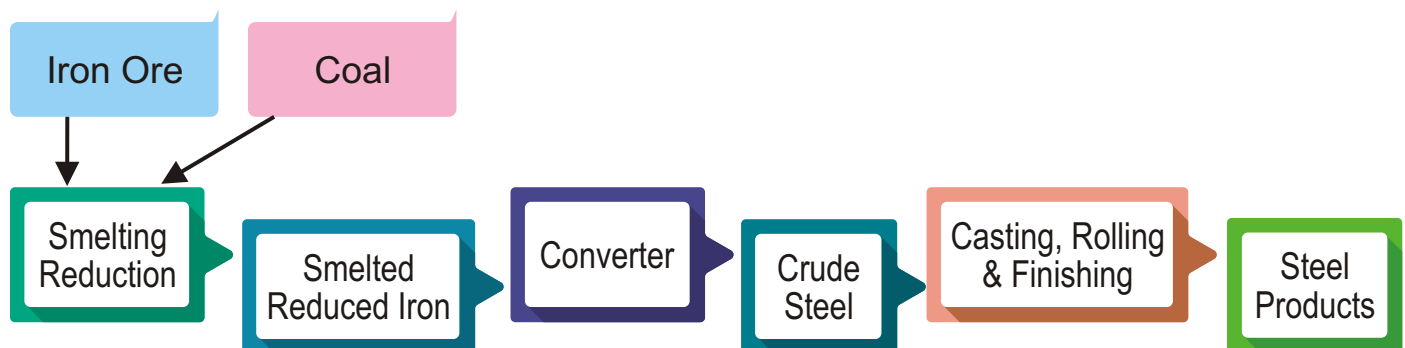 Iron Ore
Coal
Smelting
Reduction
Smelted
Reduced Iron
Converter
Crude
Steel
Casting, Rolling
& Finishing
Steel
Products